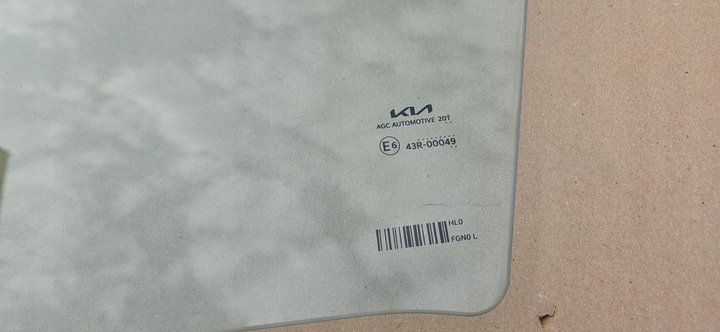 KIA
AGC AUTOMOTIVE 20T
E6 43R-00049
HL0
FGN0 L